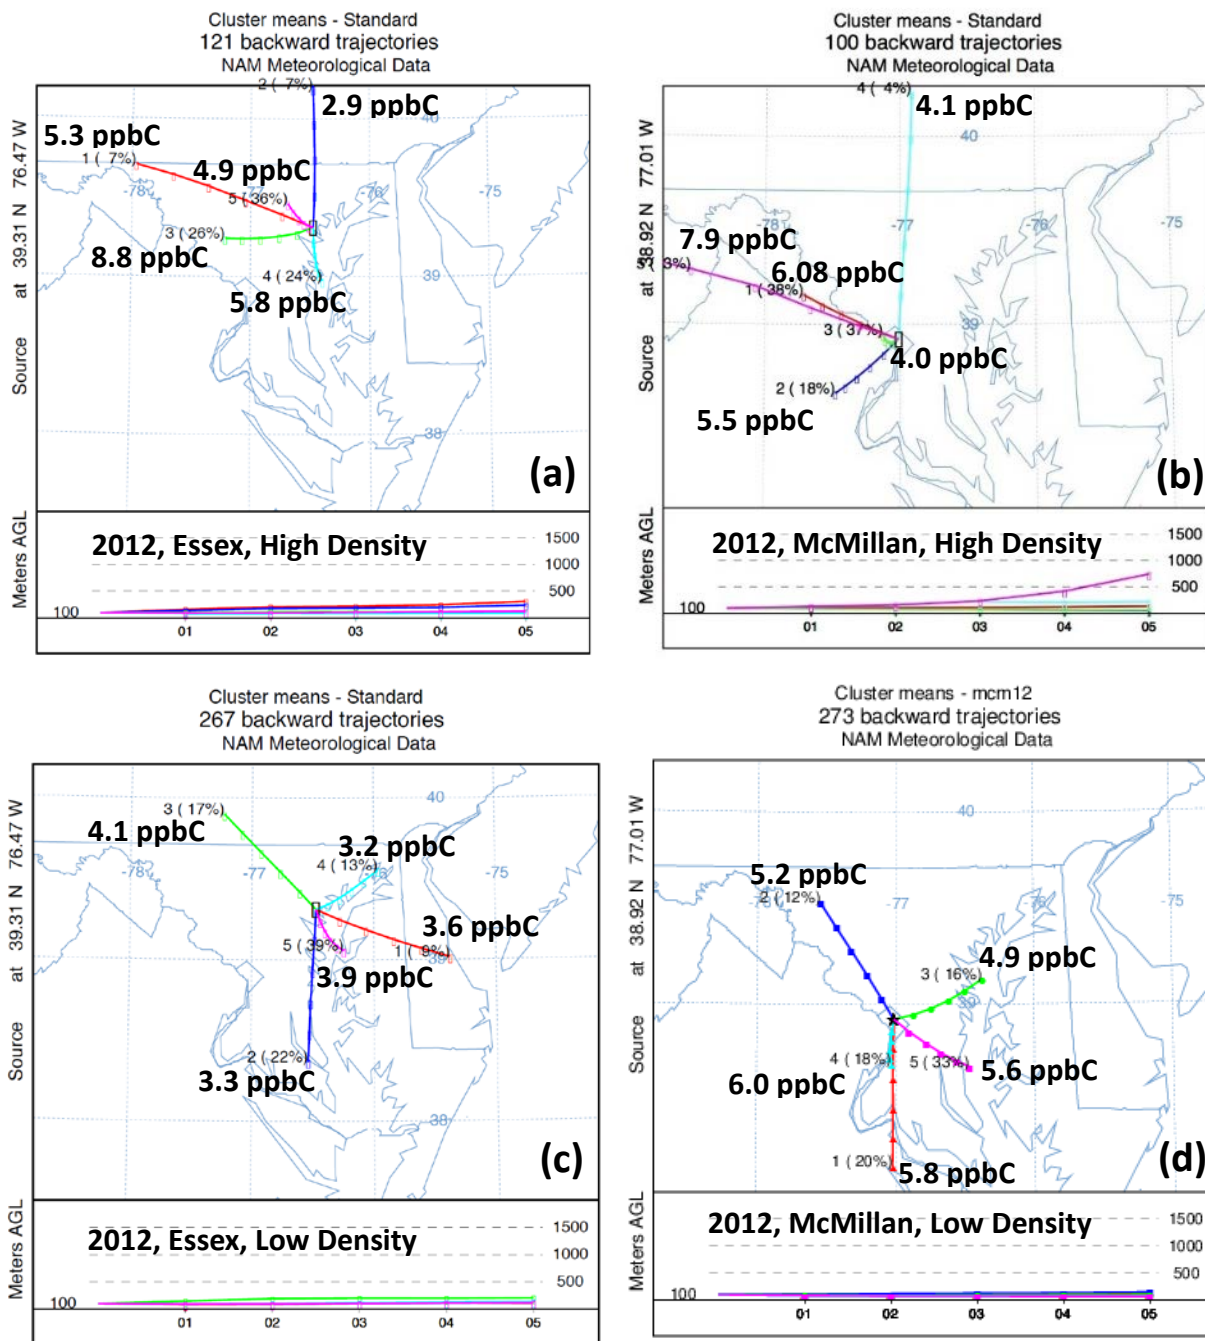 Cluster means - Standard
121 backward trajectories
NAM Meteorological Data
Source at 39.31 N 76.47 W
2 ( 7%)
2.9 ppbC
40
5.3 ppbC
1 ( 7%)
4.9 ppbC
-78
-77
-76
-75
5 ( 36%)
3 ( 26%)
8.8 ppbC
39
4 ( 24%)
5.8 ppbC
38
(a)
Meters AGL
2012, Essex, High Density
1500
1000
500
100
01 02 03 04 05
Cluster means - Standard
100 backward trajectories
NAM Meteorological Data
Source at 38.92 N 77.01 W
4 ( 4%)
4.1 ppbC
40
-78
-77
-76
-75
7.9 ppbC
6.08 ppbC
1 ( 38%)
3 ( 37%)
39
4.0 ppbC
2 ( 18%)
5.5 ppbC
38
(b)
Meters AGL
2012, McMillan, High Density
1500
1000
500
100
01 02 03 04 05
Cluster means - Standard
267 backward trajectories
NAM Meteorological Data
Source at 39.31 N 76.47 W
3 ( 17%)
40
4.1 ppbC
3.2 ppbC
4 ( 13%)
-78
-77
-76
-75
3.6 ppbC
5 ( 39%)
1 ( 9%)
39
3.9 ppbC
2 ( 22%)
3.3 ppbC
38
(c)
Meters AGL
2012, Essex, Low Density
1500
1000
500
100
01 02 03 04 05
Cluster means - mcm12
273 backward trajectories
NAM Meteorological Data
Source at 38.92 N 77.01 W
40
5.2 ppbC
2 ( 12%)
-78
-77
-76
-75
4.9 ppbC
3 ( 16%)
39
4 ( 18%)
5 ( 33%)
6.0 ppbC
5.6 ppbC
38
1 ( 20%)
5.8 ppbC
(d)
Meters AGL
2012, McMillan, Low Density
1500
1000
500
100
01 02 03 04 05